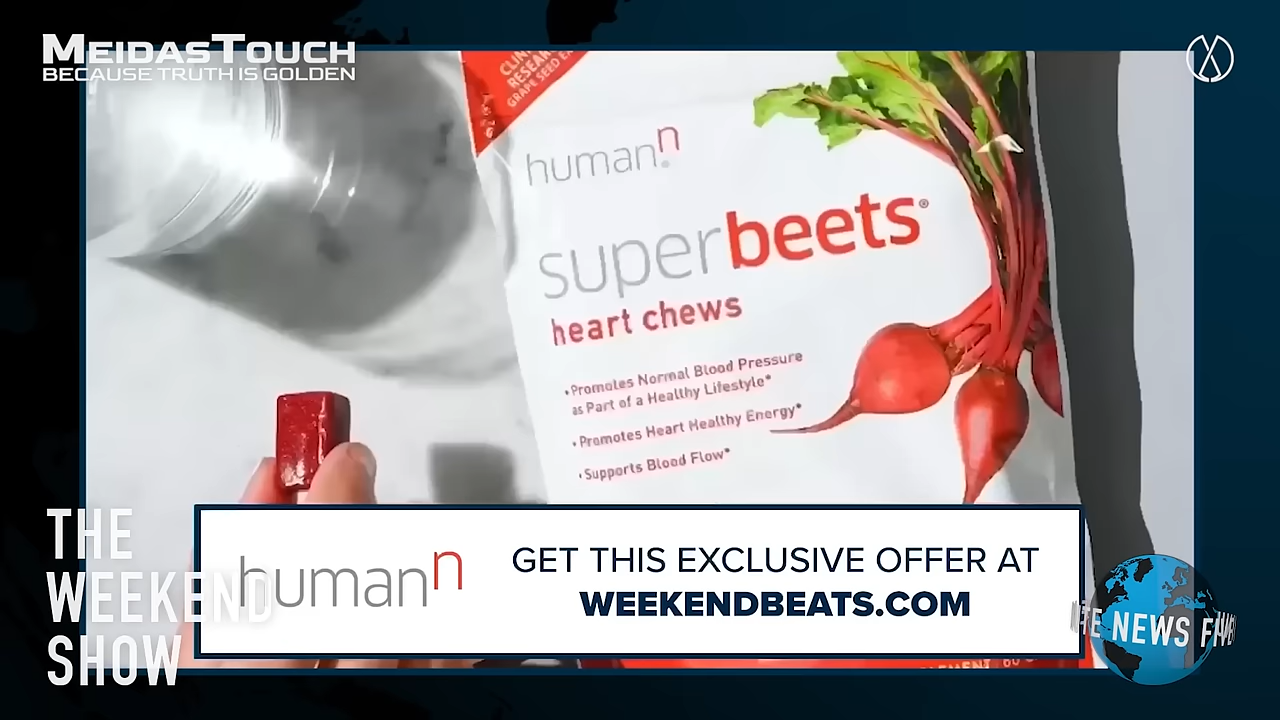 MEIDASTOUCH
BECAUSE TRUTH IS GOLDEN
humann
superbeets®
heart chews
• Promotes Normal Blood Pressure
as Part of a Healthy Lifestyle*
• Promotes Heart Healthy Energy*
• Supports Blood Flow*
THE
WEEKEND
SHOW
humann
GET THIS EXCLUSIVE OFFER AT
WEEKENDBEATS.COM
NEWS